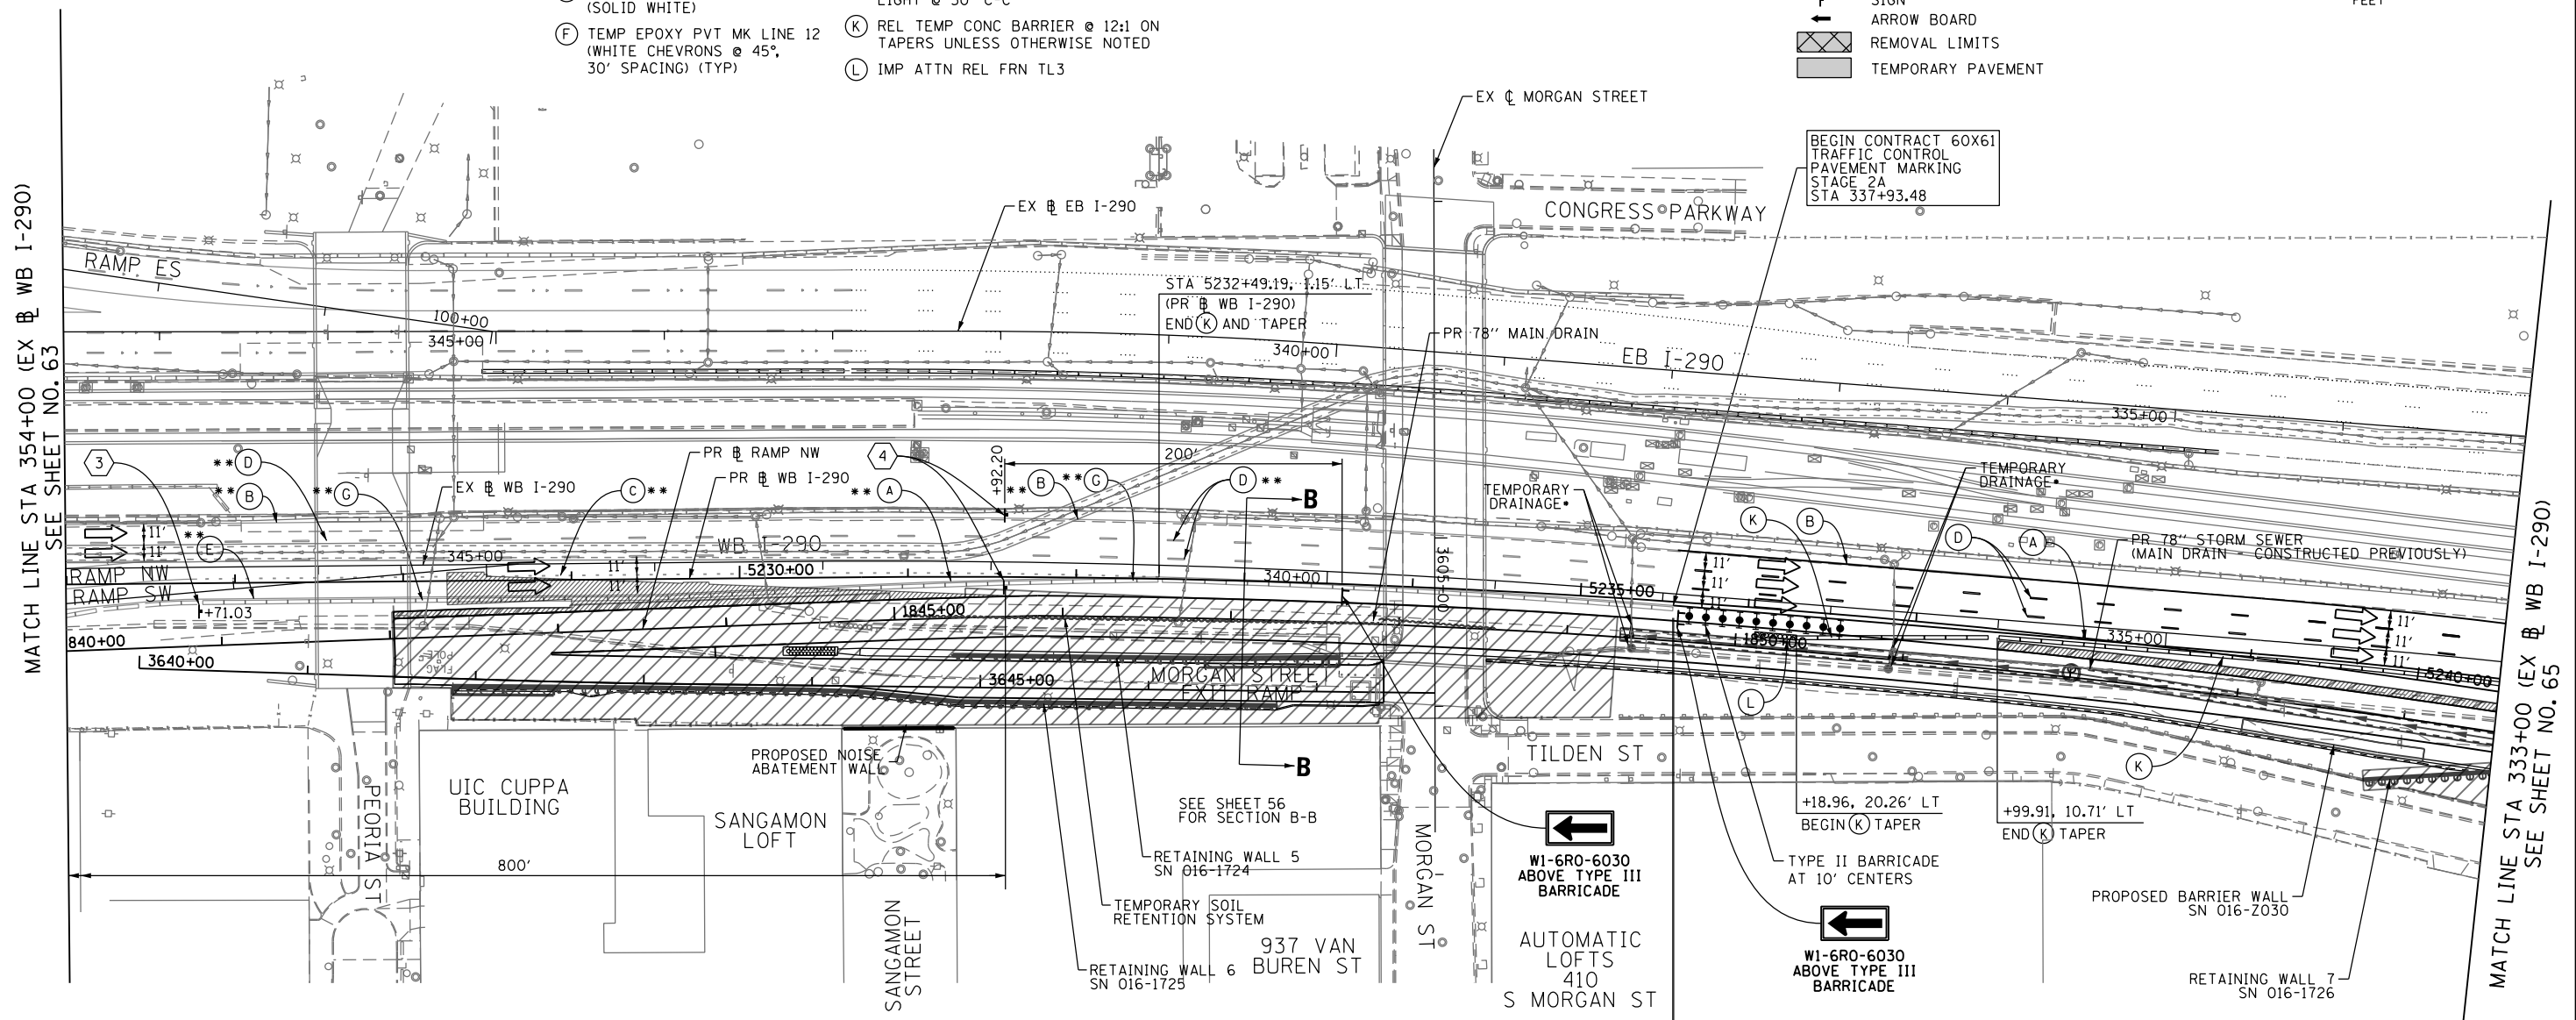 (SOLID WHITE)
F TEMP EPOXY PVT MK LINE 12
(WHITE CHEVRONS @ 45°,
30' SPACING) (TYP)
K REL TEMP CONC BARRIER @ 12:1 ON
TAPERS UNLESS OTHERWISE NOTED
L IMP ATTN REL FRN TL3
ARROW BOARD
REMOVAL LIMITS
TEMPORARY PAVEMENT
EX ℄ MORGAN STREET
BEGIN CONTRACT 60X61
TRAFFIC CONTROL
PAVEMENT MARKING
STAGE 2A
STA 337+93.48
CONGRESS PARKWAY
EX BL EB I-290
MATCH LINE STA 354+00 (EX BL WB I-290)
SEE SHEET NO. 63
RAMP ES
100+00
345+00
STA 5232+49.19, 1.15' LT
(PR BL WB I-290)
END K AND TAPER
340+00
PR 78" MAIN DRAIN
EB I-290
335+00
3
**D
**B
**G
EX BL WB I-290
PR BL RAMP NW
PR BL WB I-290
C**
4
**A
+92.20
200'
**B
**G
D**
B
TEMPORARY
DRAINAGE•
TEMPORARY
DRAINAGE•
K
B
D
A
PR 78" STORM SEWER
(MAIN DRAIN - CONSTRUCTED PREVIOUSLY)
11'
11'
**
E
WB I-290
345+00
11'
11'
5230+00
340+00
3605+00
5235+00
11'
11'
11'
RAMP NW
RAMP SW
+71.03
1845+00
1850+00
335+00
11'
11'
11'
5240+00
840+00
3640+00
FLAG
POLE
3645+00
MORGAN STREET
EXIT RAMP
L
K
PROPOSED NOISE
ABATEMENT WALL
B
TILDEN ST
UIC CUPPA
BUILDING
SANGAMON
LOFT
PEORIA ST
SEE SHEET 56
FOR SECTION B-B
800'
RETAINING WALL 5
SN 016-1724
TEMPORARY SOIL
RETENTION SYSTEM
RETAINING WALL 6
SN 016-1725
SANGAMON
STREET
937 VAN
BUREN ST
MORGAN ST
W1-6RO-6030
ABOVE TYPE III
BARRICADE
AUTOMATIC
LOFTS
410
S MORGAN ST
+18.96, 20.26' LT
BEGIN K TAPER
+99.91, 10.71' LT
END K TAPER
TYPE II BARRICADE
AT 10' CENTERS
W1-6RO-6030
ABOVE TYPE III
BARRICADE
PROPOSED BARRIER WALL
SN 016-Z030
RETAINING WALL 7
SN 016-1726
MATCH LINE STA 333+00 (EX BL WB I-290)
SEE SHEET NO. 65